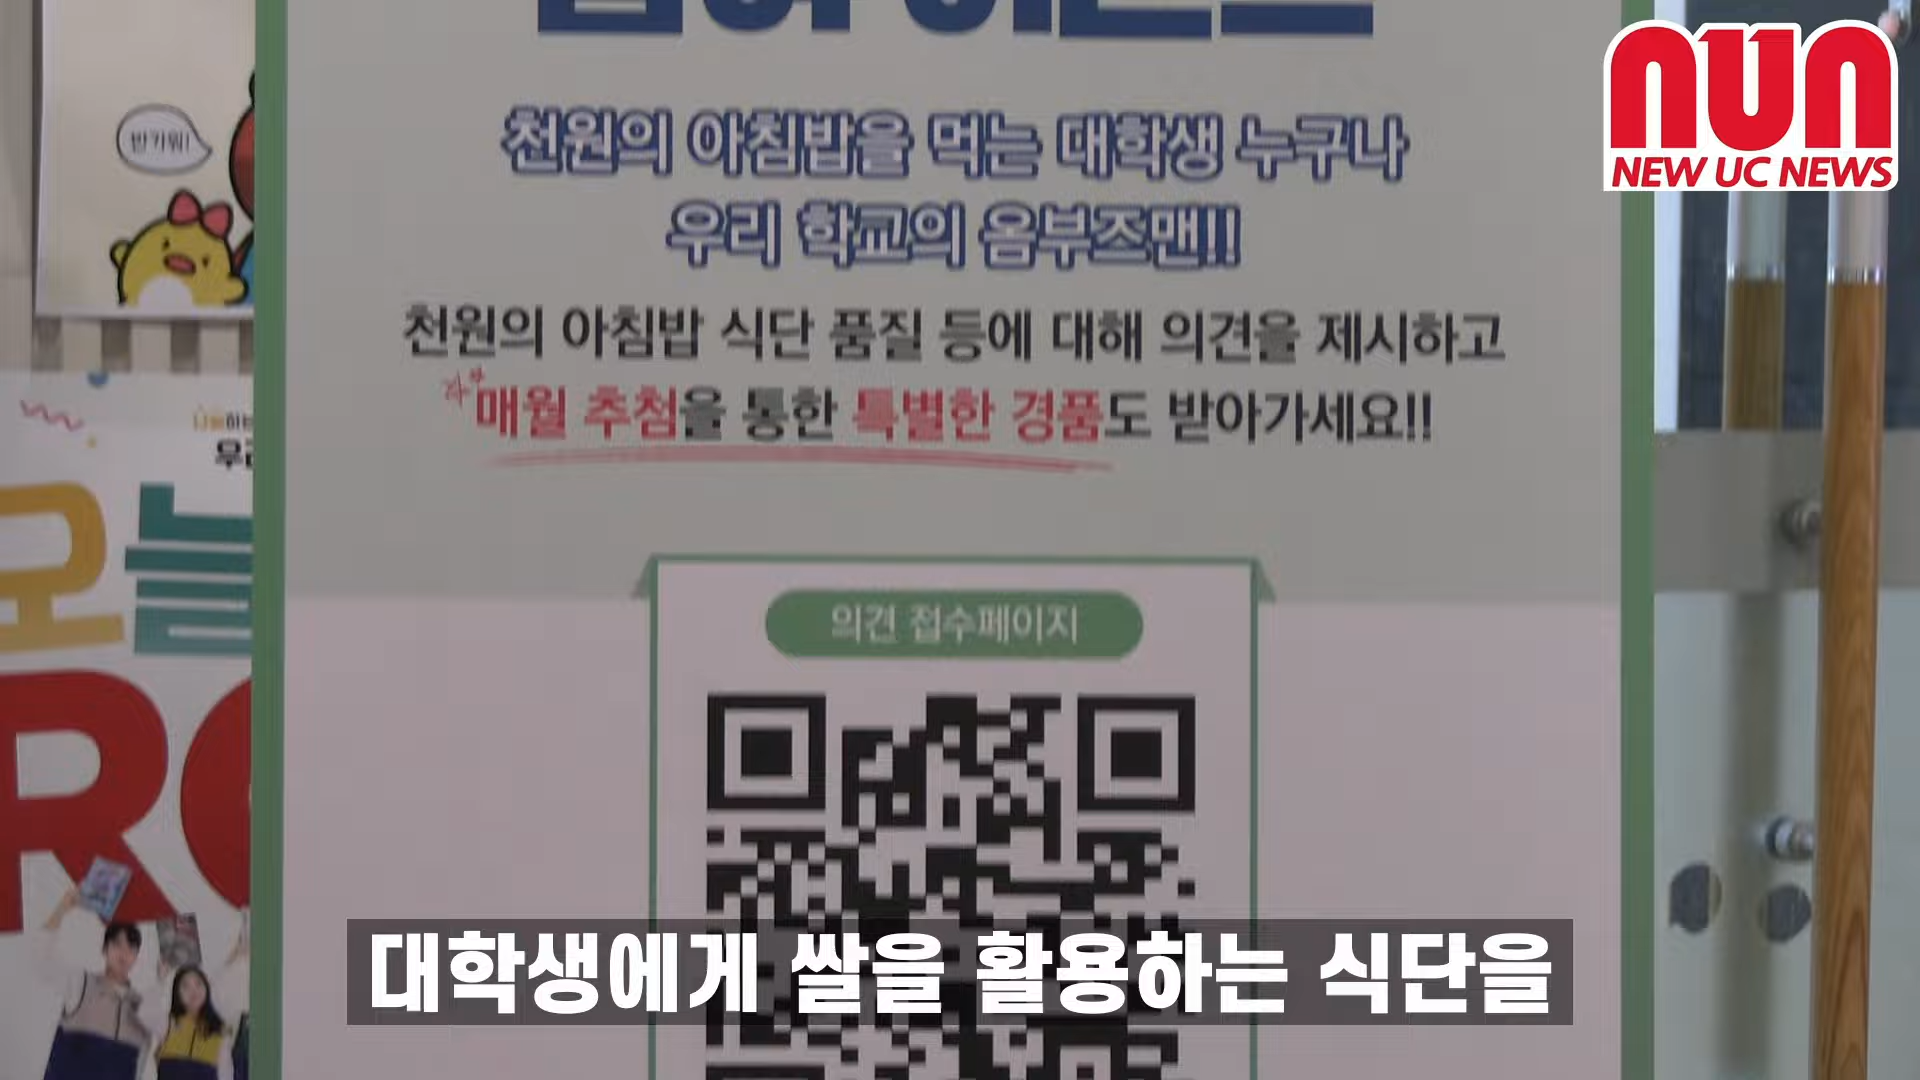 NUN
NEW UC NEWS
반가워!
천원의 아침밥을 먹는 대학생 누구나
우리 학교의 옴부즈맨!!
천원의 아침밥 식단 품질 등에 대해 의견을 제시하고
매월 추첨을 통한 특별한 경품도 받아가세요!!
의견 접수페이지
대학생에게 쌀을 활용하는 식단을